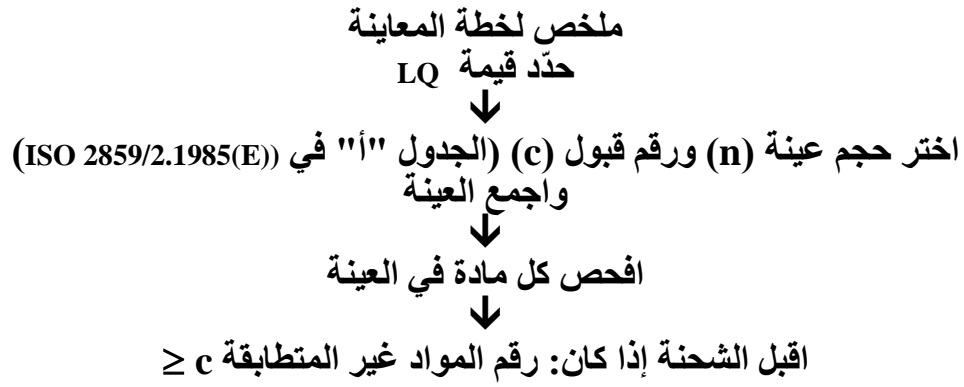 ملخص لخطة المعاينة
حدّد قيمة LQ
↓
اختر حجم عينة (n) ورقم قبول (c) (الجدول "أ" في (ISO 2859/2.1985(E))
واجمع العينة
↓
افحص كل مادة في العينة
↓
اقبل الشحنة إذا كان: رقم المواد غير المتطابقة ≥ c